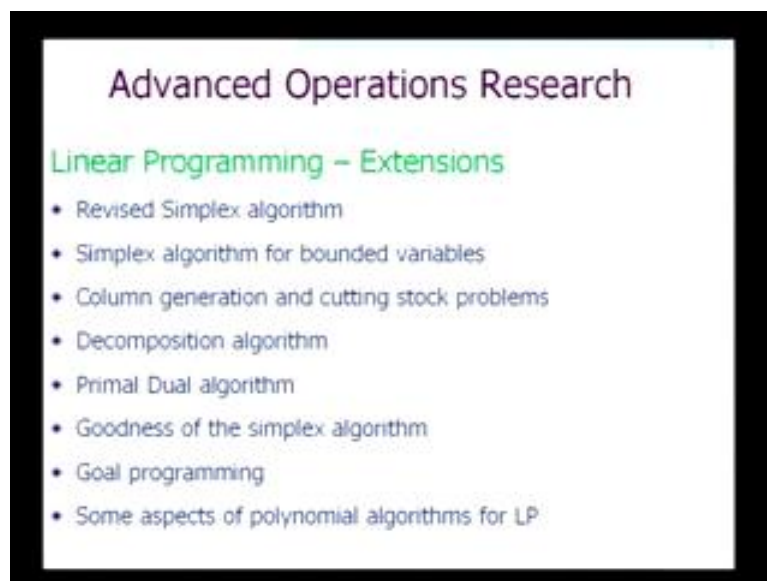 Advanced Operations Research
Linear Programming – Extensions
• Revised Simplex algorithm
• Simplex algorithm for bounded variables
• Column generation and cutting stock problems
• Decomposition algorithm
• Primal Dual algorithm
• Goodness of the simplex algorithm
• Goal programming
• Some aspects of polynomial algorithms for LP